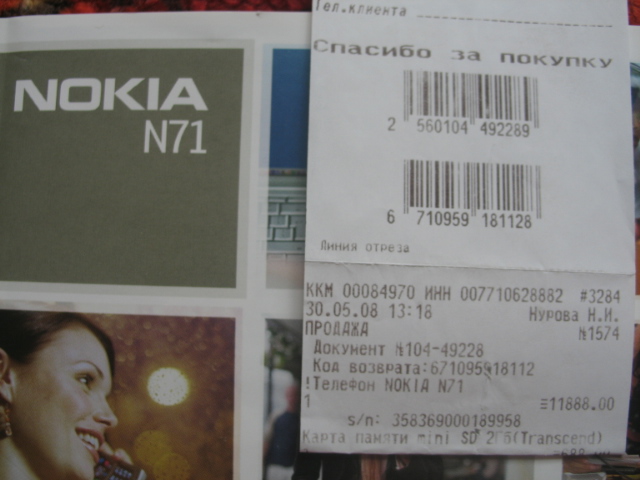 NOKIA
N71
Тел.клиента
Спасибо за покупку
2 560104 492289
6 710959 181128
Линия отреза
ККМ 00084970 ИНН 007710628882 #3284
30.05.08 13:18 Нурова Н.И.
ПРОДАЖА №1574
Документ №104-49228
Код возврата:671095918112
!Телефон NOKIA N71
1 ≡11888.00
s/n: 358369000189958
Карта памяти mini SD 2Гб(Transcend)